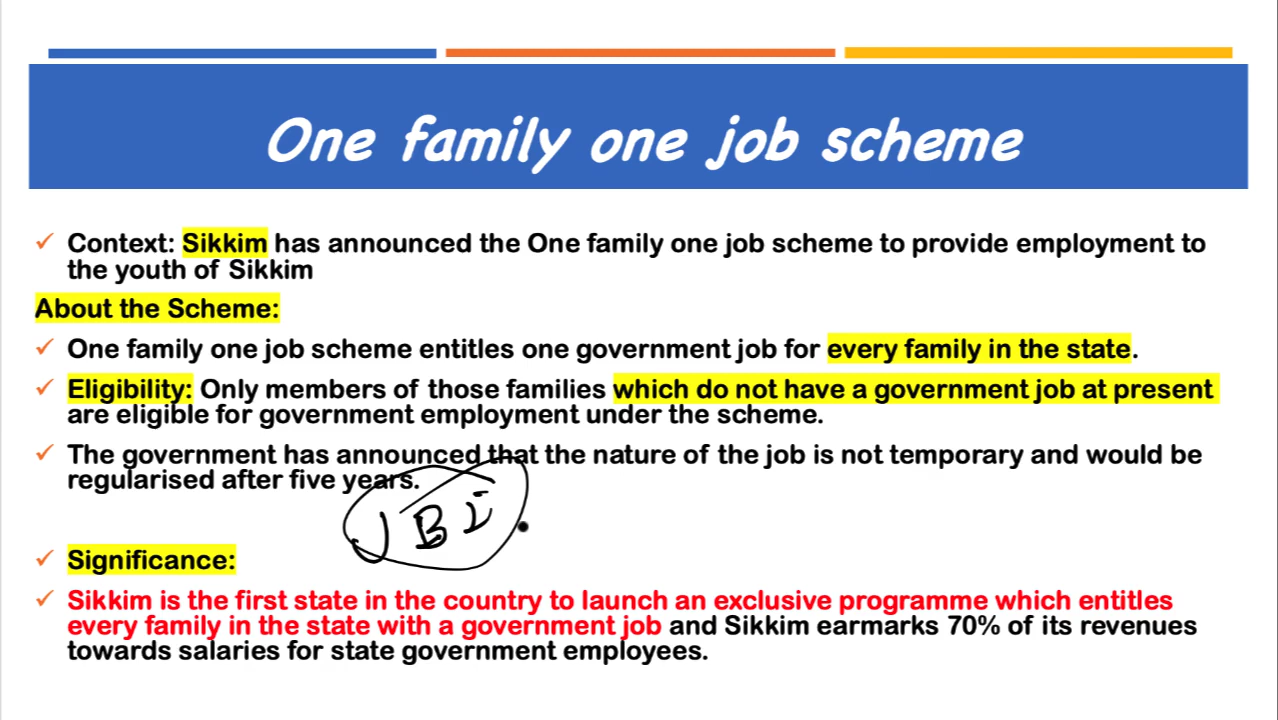 One family one job scheme
Context: Sikkim has announced the One family one job scheme to provide employment to
the youth of Sikkim
About the Scheme:
One family one job scheme entitles one government job for every family in the state.
Eligibility: Only members of those families which do not have a government job at present
are eligible for government employment under the scheme.
The government has announced that the nature of the job is not temporary and would be
regularised after five years.
Significance:
Sikkim is the first state in the country to launch an exclusive programme which entitles
every family in the state with a government job and Sikkim earmarks 70% of its revenues
towards salaries for state government employees.